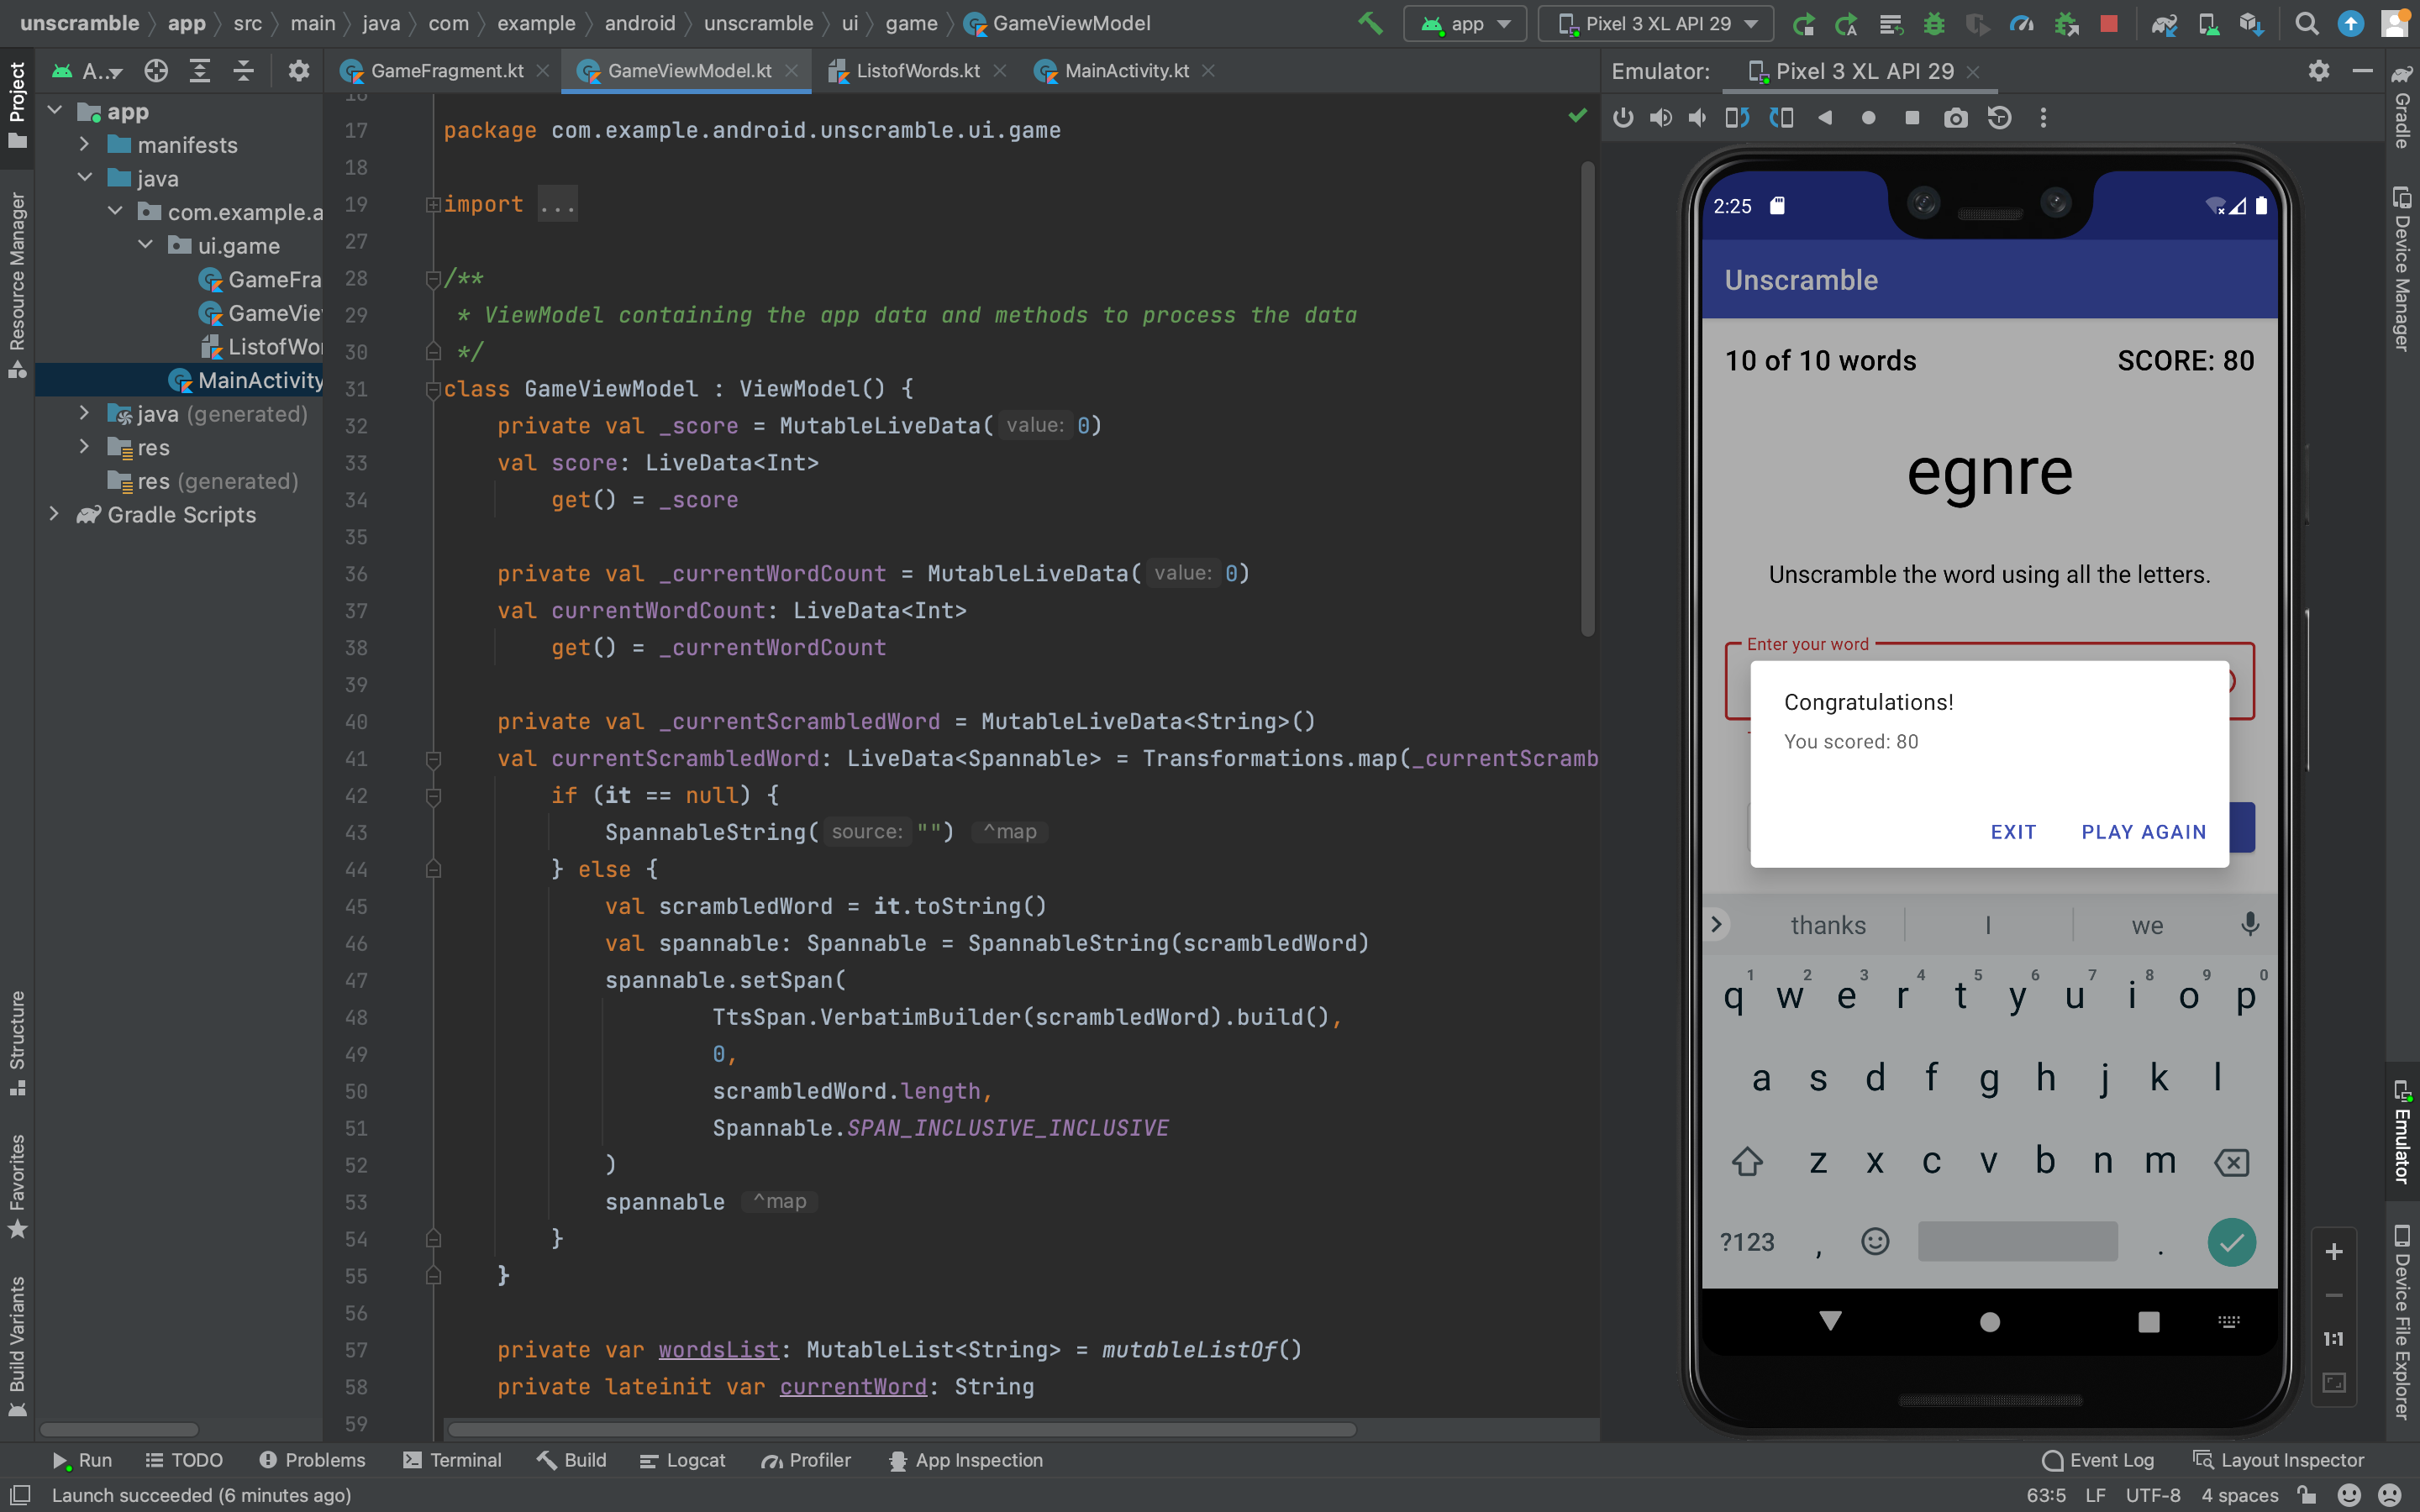 unscramble app src main java com example android unscramble ui game GameViewModel
app Pixel 3 XL API 29
Project
Resource Manager
Structure
Favorites
Build Variants
A..
app
manifests
java
com.example.a
ui.game
GameFra
GameVie
ListofWo
MainActivity
java (generated)
res
res (generated)
Gradle Scripts
GameFragment.kt GameViewModel.kt ListofWords.kt MainActivity.kt
16
17 package com.example.android.unscramble.ui.game
18
19 import ...
27
28 /**
29 * ViewModel containing the app data and methods to process the data
30 */
31 class GameViewModel : ViewModel() {
32 private val _score = MutableLiveData( value: 0)
33 val score: LiveData<Int>
34 get() = _score
35
36 private val _currentWordCount = MutableLiveData( value: 0)
37 val currentWordCount: LiveData<Int>
38 get() = _currentWordCount
39
40 private val _currentScrambledWord = MutableLiveData<String>()
41 val currentScrambledWord: LiveData<Spannable> = Transformations.map(_currentScramb
42 if (it == null) {
43 SpannableString( source: "") ^map
44 } else {
45 val scrambledWord = it.toString()
46 val spannable: Spannable = SpannableString(scrambledWord)
47 spannable.setSpan(
48 TtsSpan.VerbatimBuilder(scrambledWord).build(),
49 0,
50 scrambledWord.length,
51 Spannable.SPAN_INCLUSIVE_INCLUSIVE
52 )
53 spannable ^map
54 }
55 }
56
57 private var wordsList: MutableList<String> = mutableListOf()
58 private lateinit var currentWord: String
59
Emulator: Pixel 3 XL API 29
2:25
Unscramble
10 of 10 words SCORE: 80
egnre
Unscramble the word using all the letters.
Enter your word
Congratulations!
You scored: 80
EXIT PLAY AGAIN
thanks I we
1 2 3 4 5 6 7 8 9 0
q w e r t y u i o p
a s d f g h j k l
z x c v b n m
?123 , .
1:1
Gradle
Device Manager
Emulator
Device File Explorer
Run TODO Problems Terminal Build Logcat Profiler App Inspection Event Log Layout Inspector
Launch succeeded (6 minutes ago) 63:5 LF UTF-8 4 spaces